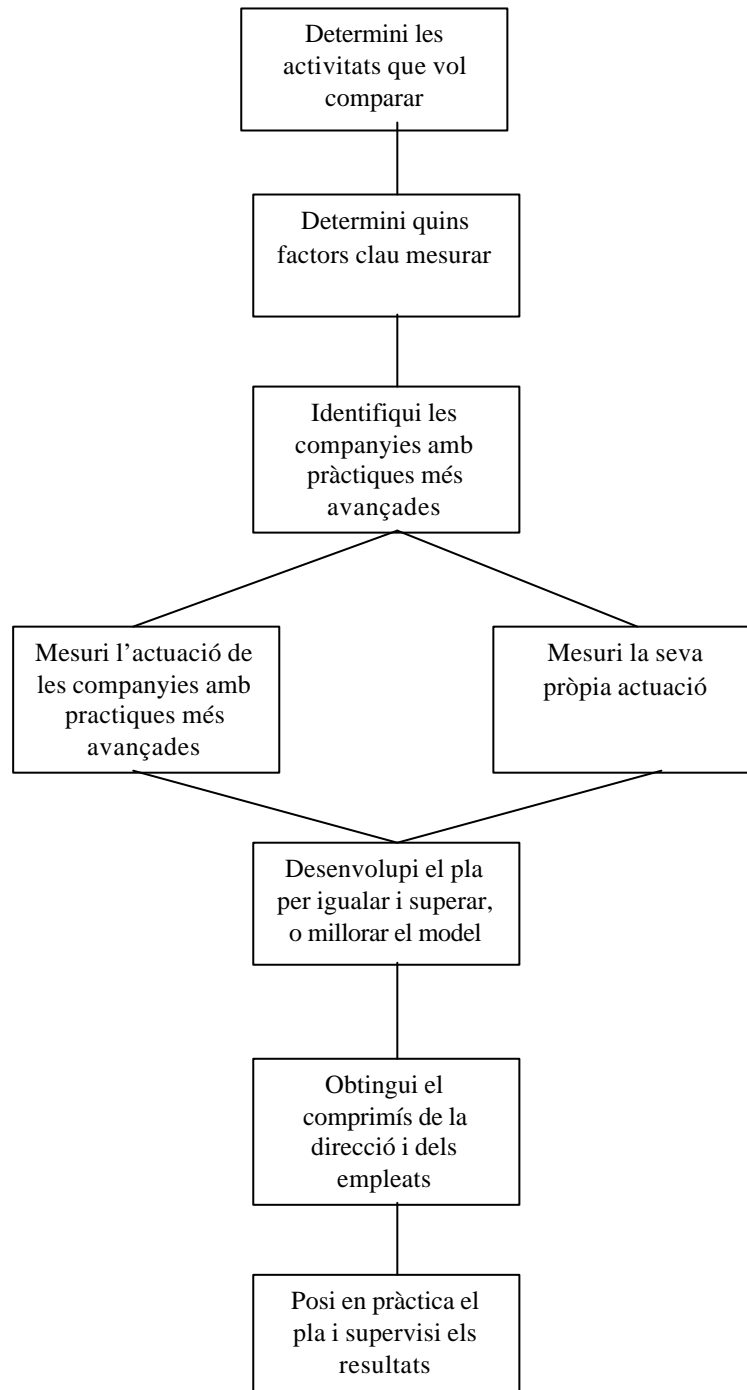 Determini les
activitats que vol
comparar
Determini quins
factors clau mesurar
Identifiqui les
companyies amb
pràctiques més
avançades
Mesuri l’actuació de
les companyies amb
practiques més
avançades
Mesuri la seva
pròpia actuació
Desenvolupi el pla
per igualar i superar,
o millorar el model
Obtingui el
comprimís de la
direcció i dels
empleats
Posi en pràctica el
pla i supervisi els
resultats